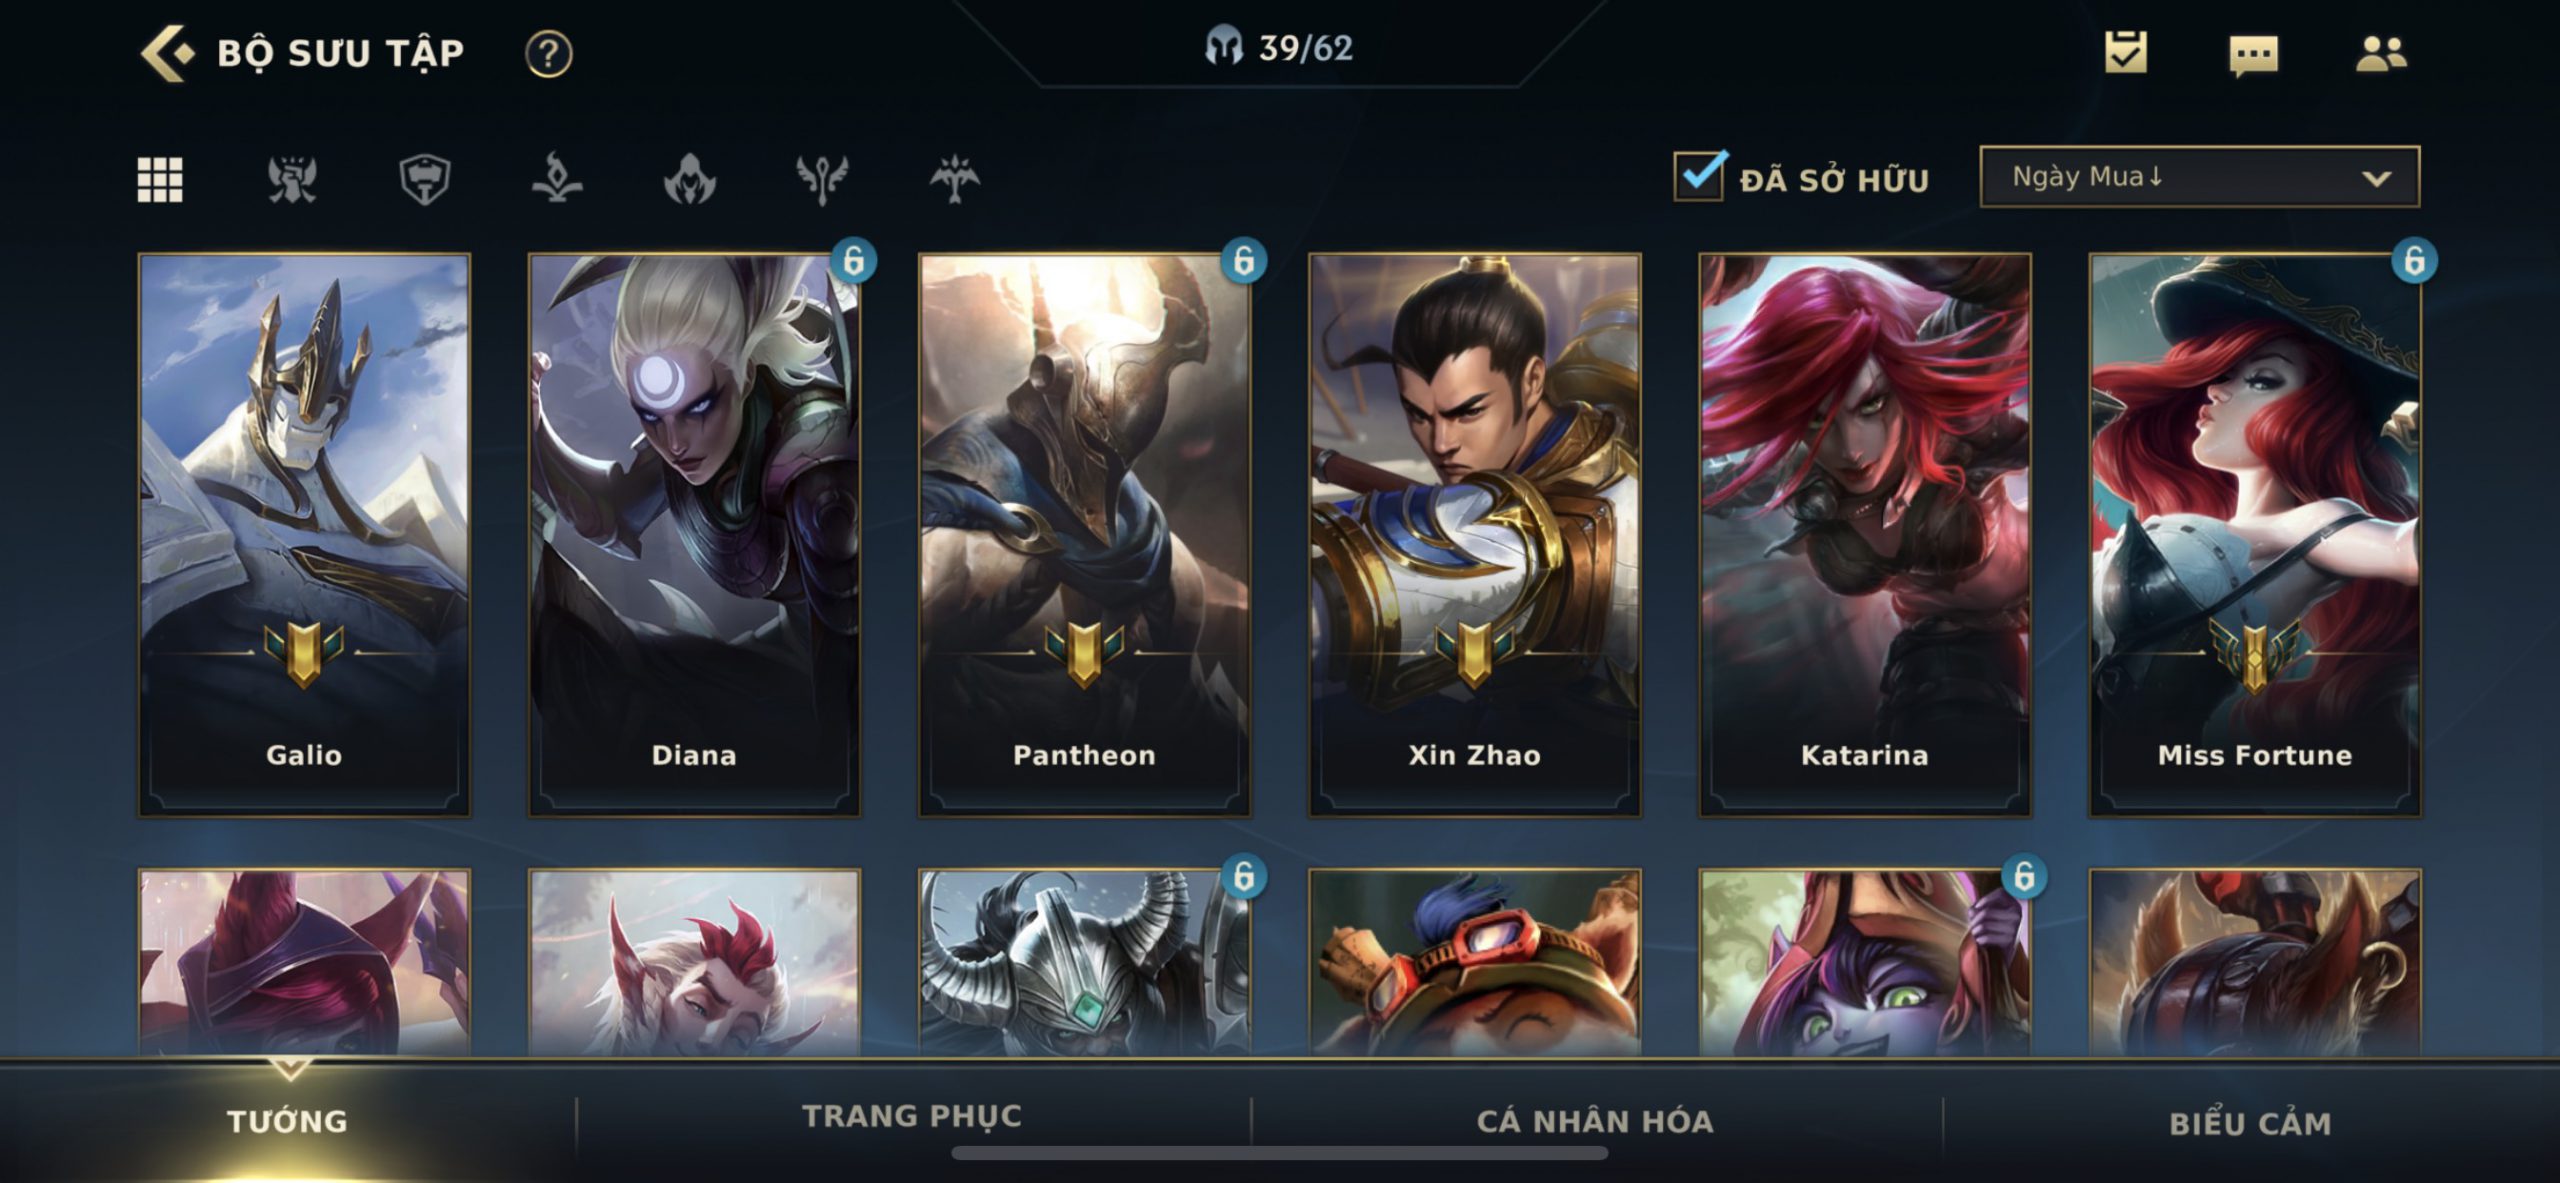 BỘ SƯU TẬP
?
39/62
ĐÃ SỞ HỮU
Ngày Mua↓
Galio
Diana
Pantheon
Xin Zhao
Katarina
Miss Fortune
TƯỚNG
TRANG PHỤC
CÁ NHÂN HÓA
BIỂU CẢM